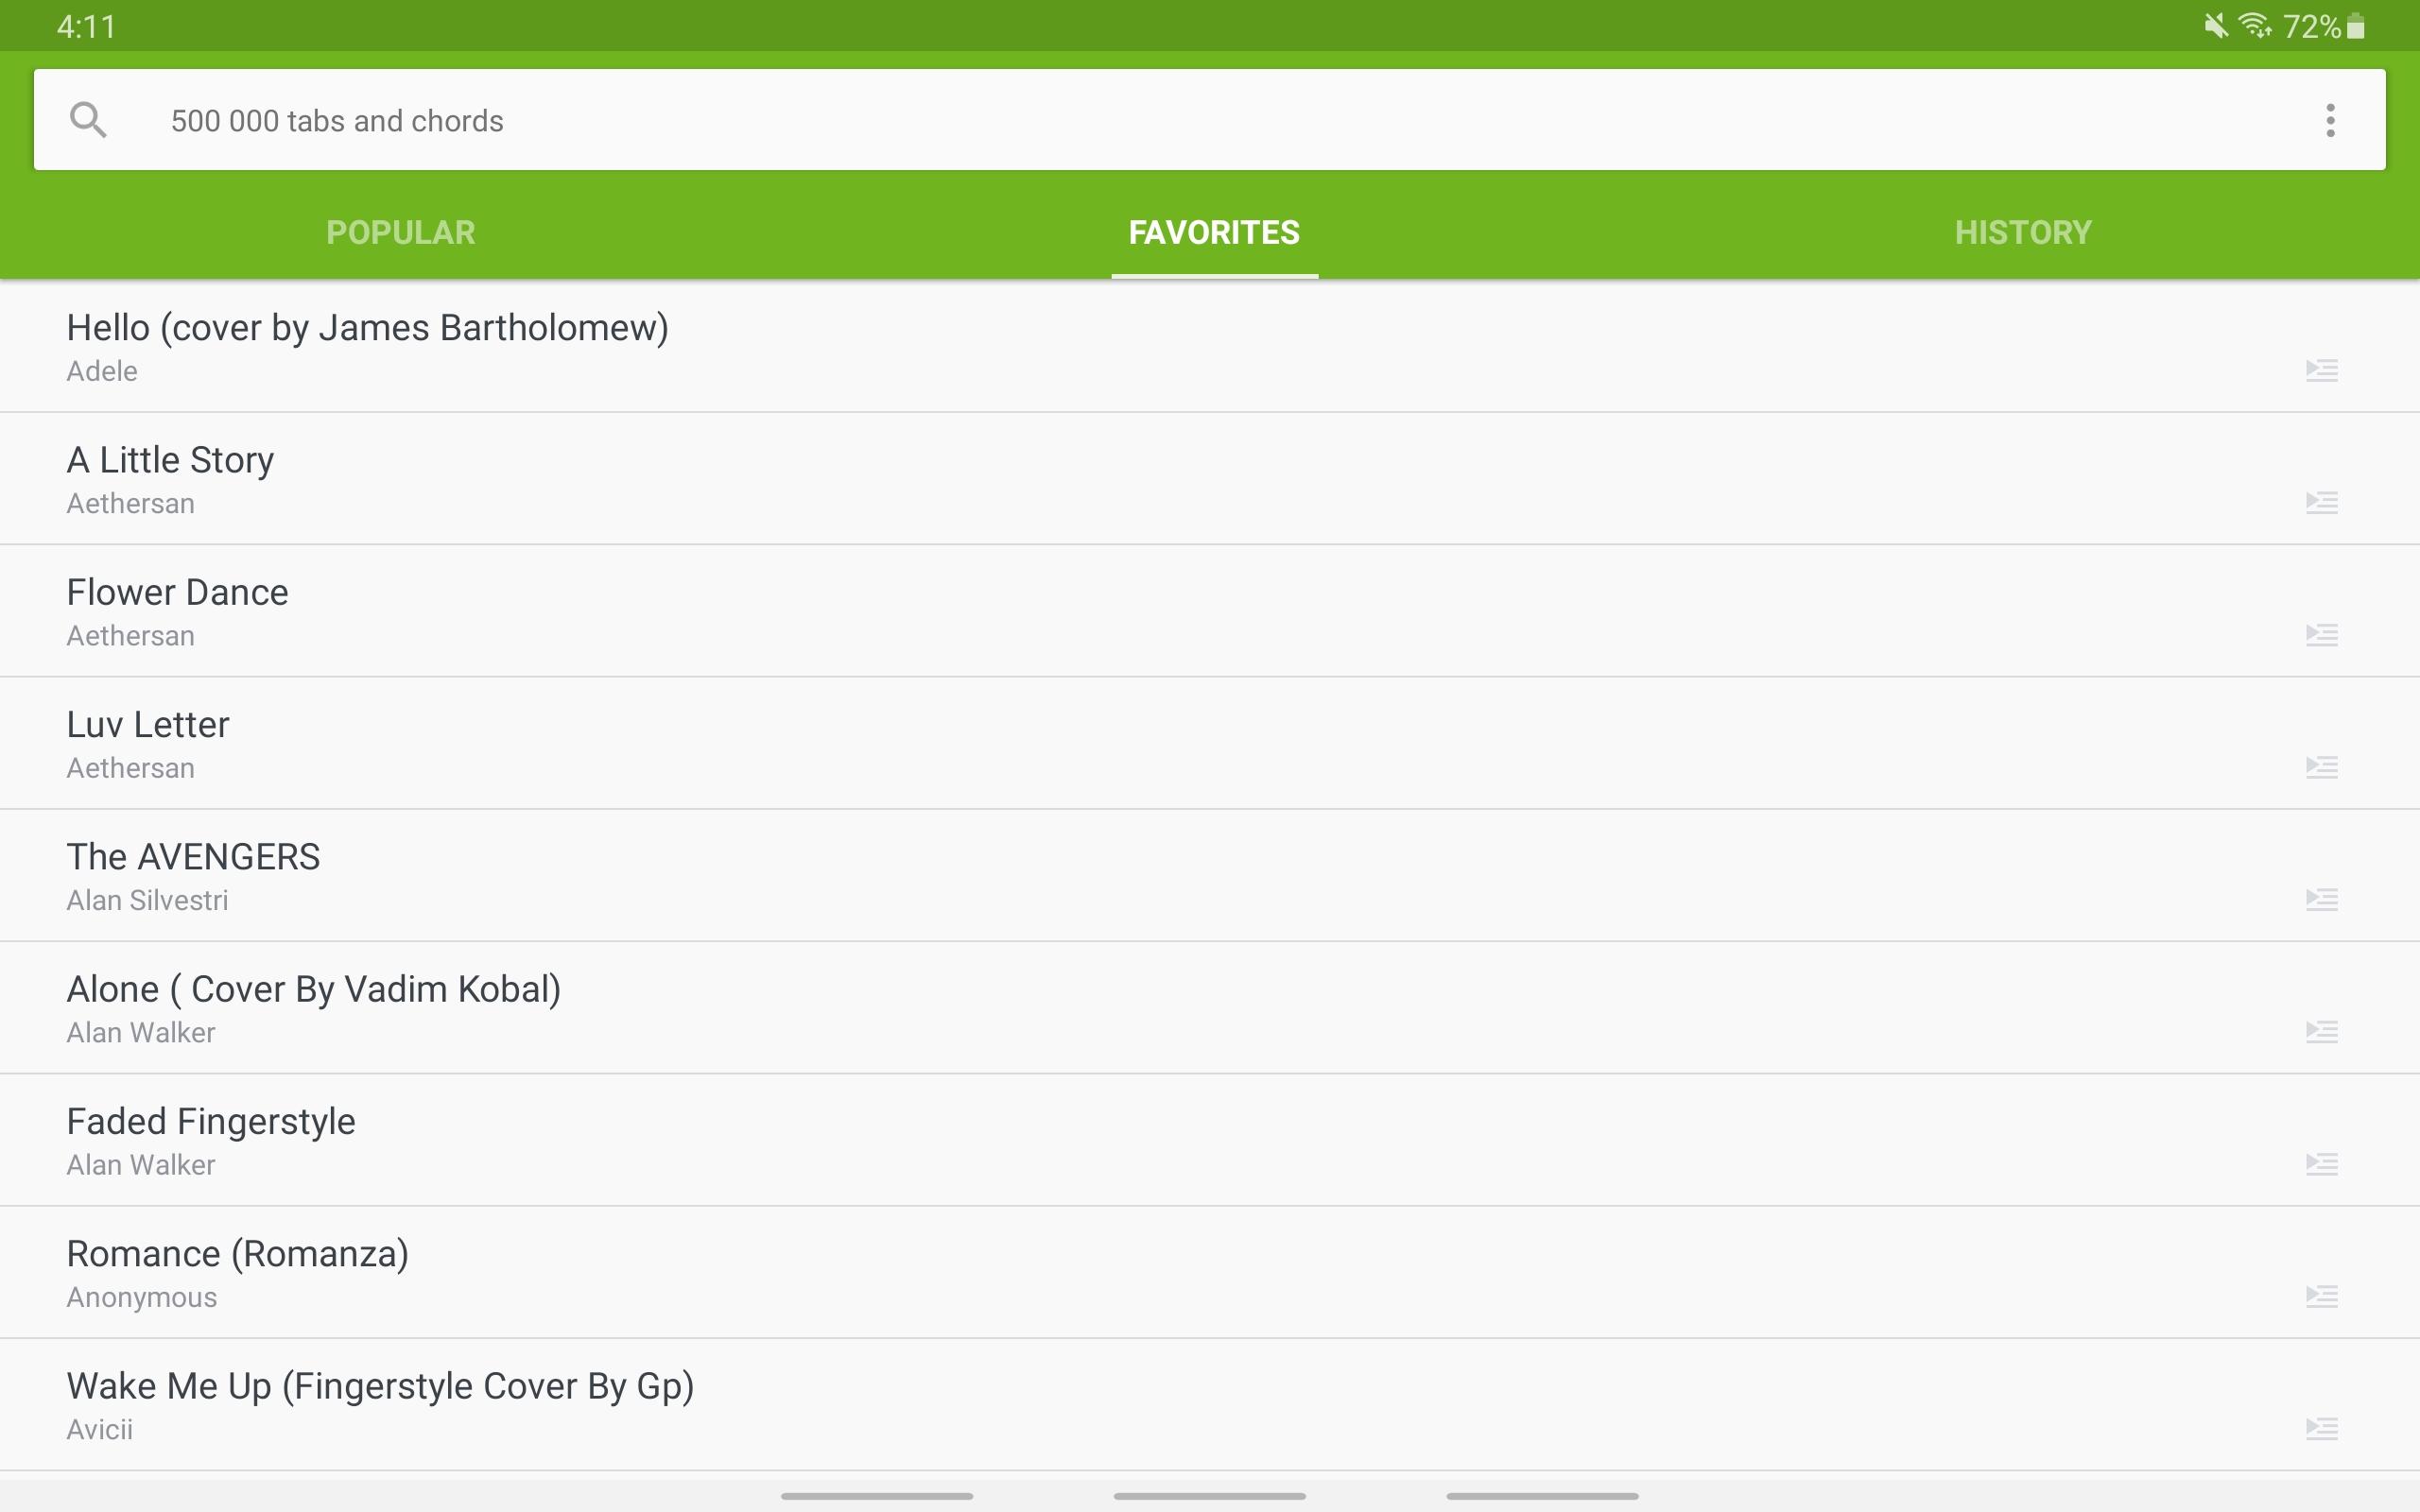 4:11
72%
500 000 tabs and chords
POPULAR
FAVORITES
HISTORY
Hello (cover by James Bartholomew)
Adele
A Little Story
Aethersan
Flower Dance
Aethersan
Luv Letter
Aethersan
The AVENGERS
Alan Silvestri
Alone ( Cover By Vadim Kobal)
Alan Walker
Faded Fingerstyle
Alan Walker
Romance (Romanza)
Anonymous
Wake Me Up (Fingerstyle Cover By Gp)
Avicii